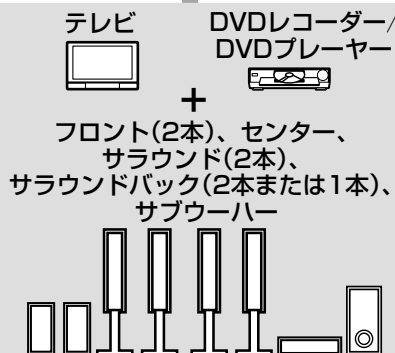 テレビ
DVDレコーダー/
DVDプレーヤー
+
フロント(2本)、センター、
サラウンド(2本)、
サラウンドバック(2本または1本)、
サブウーハー